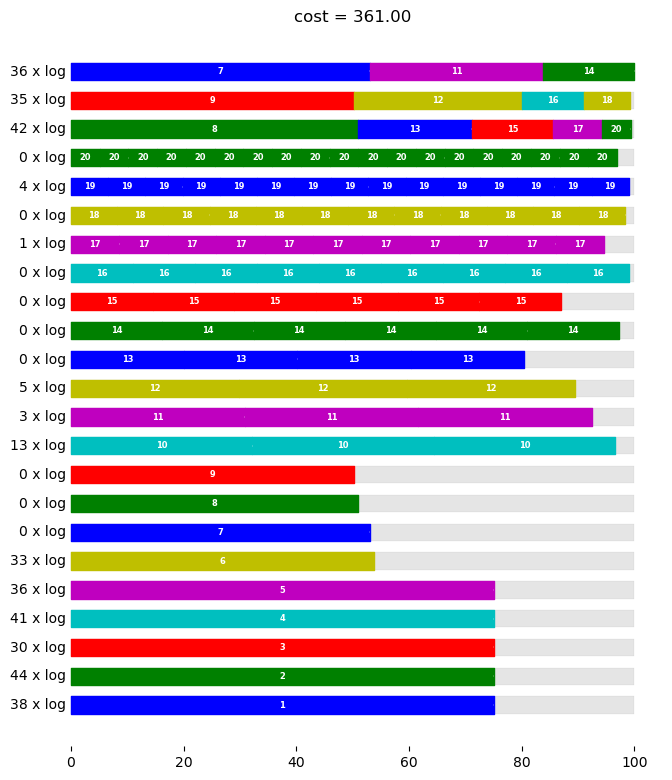 cost = 361.00
36 x log 7 11 14
35 x log 9 12 16 18
42 x log 8 13 15 17 20
0 x log 20 20 20 20 20 20 20 20 20 20 20 20 20 20 20 20 20 20 20
4 x log 19 19 19 19 19 19 19 19 19 19 19 19 19 19 19
0 x log 18 18 18 18 18 18 18 18 18 18 18 18
1 x log 17 17 17 17 17 17 17 17 17 17 17
0 x log 16 16 16 16 16 16 16 16 16
0 x log 15 15 15 15 15 15
0 x log 14 14 14 14 14 14
0 x log 13 13 13 13
5 x log 12 12 12
3 x log 11 11 11
13 x log 10 10 10
0 x log 9
0 x log 8
0 x log 7
33 x log 6
36 x log 5
41 x log 4
30 x log 3
44 x log 2
38 x log 1
0 20 40 60 80 100